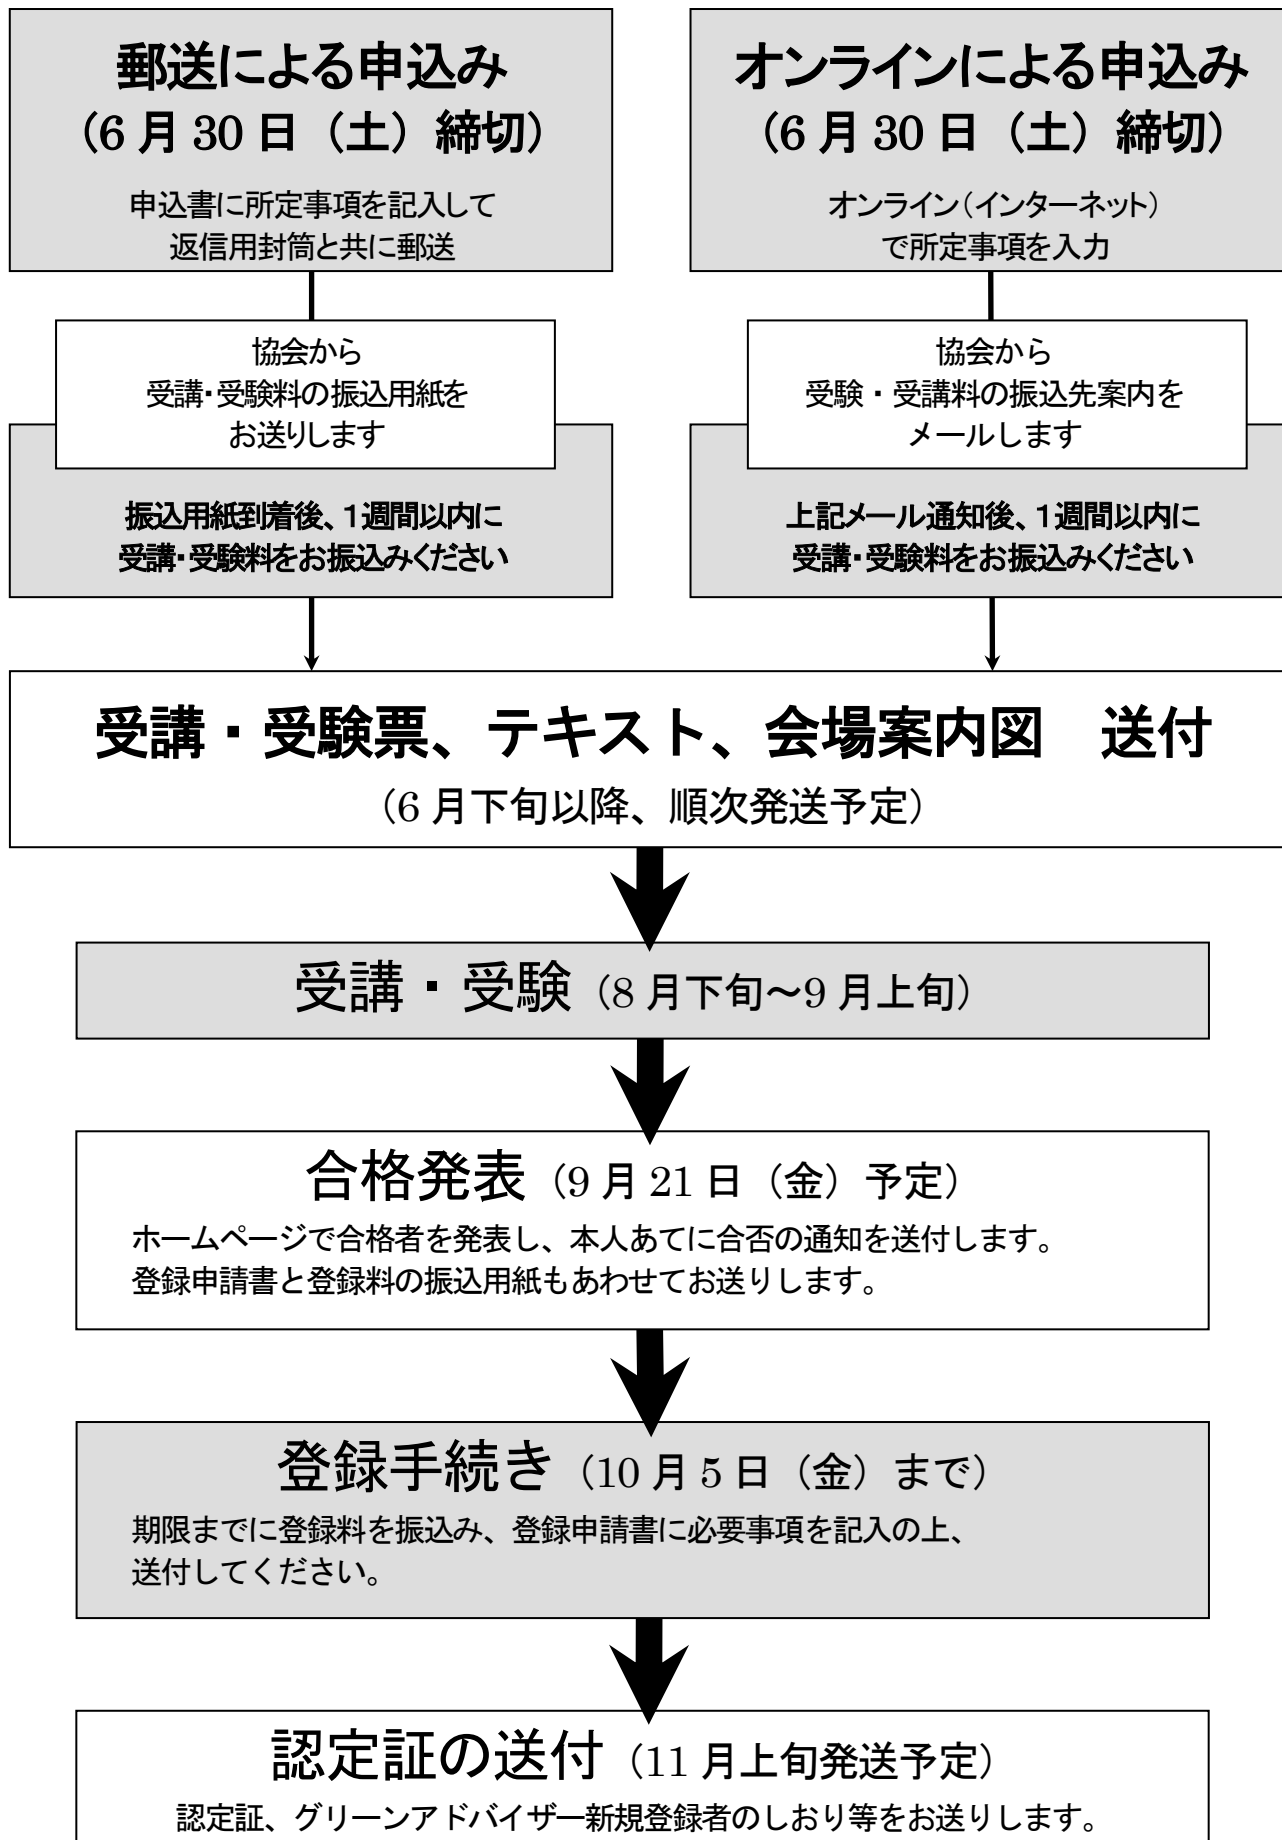 郵送による申込み
（6 月 30 日（土）締切）
申込書に所定事項を記入して
返信用封筒と共に郵送
協会から
受講・受験料の振込用紙を
お送りします
振込用紙到着後、1週間以内に
受講・受験料をお振込みください
オンラインによる申込み
（6 月 30 日（土）締切）
オンライン（インターネット）
で所定事項を入力
協会から
受験・受講料の振込先案内を
メールします
上記メール通知後、1週間以内に
受講・受験料をお振込みください
受講・受験票、テキスト、会場案内図　送付
（6 月下旬以降、順次発送予定）
受講・受験（8 月下旬～9 月上旬）
合格発表（9 月 21 日（金）予定）
ホームページで合格者を発表し、本人あてに合否の通知を送付します。
登録申請書と登録料の振込用紙もあわせてお送りします。
登録手続き（10 月 5 日（金）まで）
期限までに登録料を振込み、登録申請書に必要事項を記入の上、
送付してください。
認定証の送付（11 月上旬発送予定）
認定証、グリーンアドバイザー新規登録者のしおり等をお送りします。